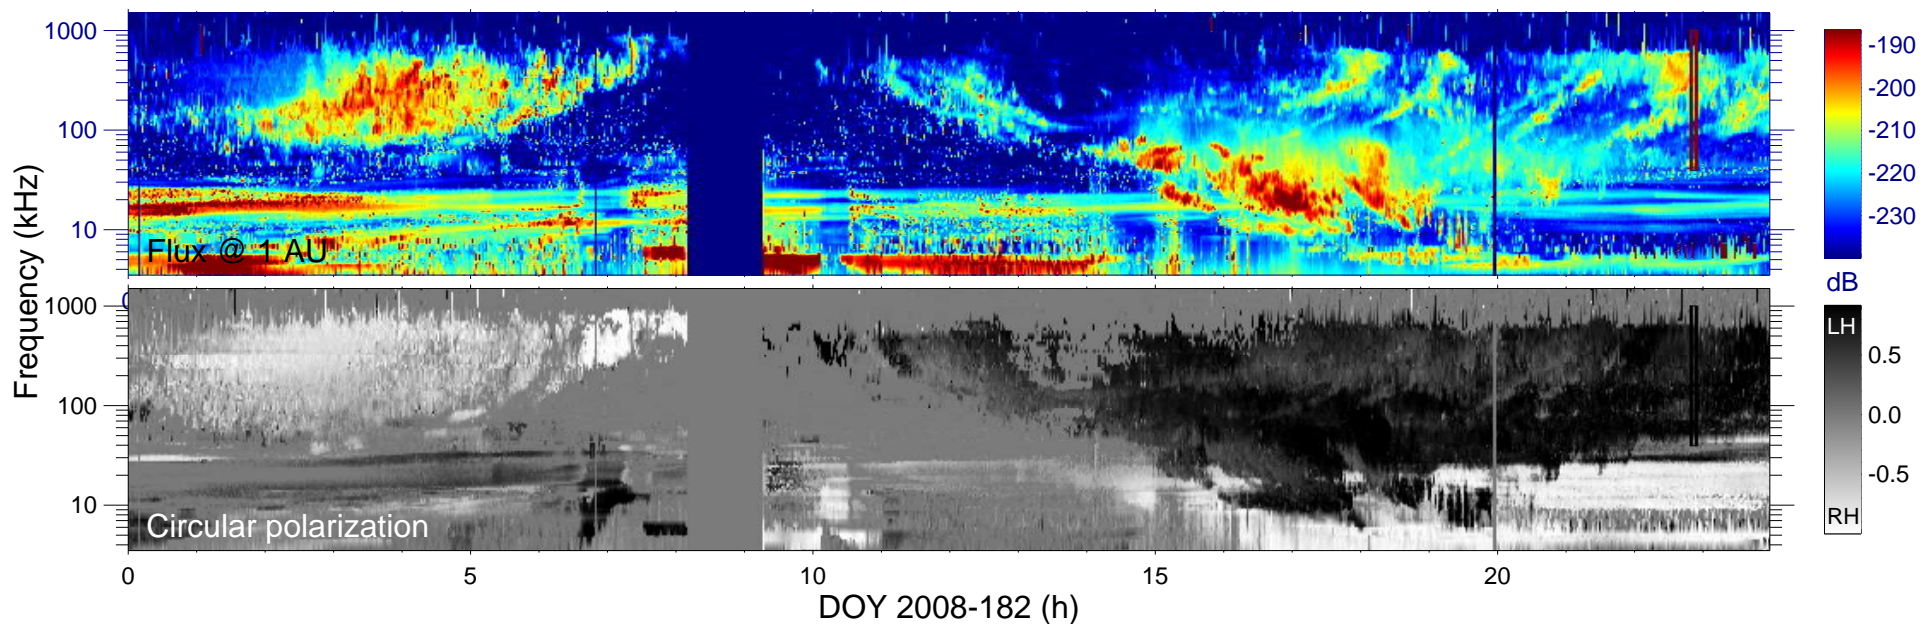 1000
100
10
Flux @ 1 AU
-190
-200
-210
-220
-230
dB
0
Frequency (kHz)
1000
100
10
Circular polarization
LH
0.5
0.0
-0.5
RH
0 5 10 15 20
DOY 2008-182 (h)